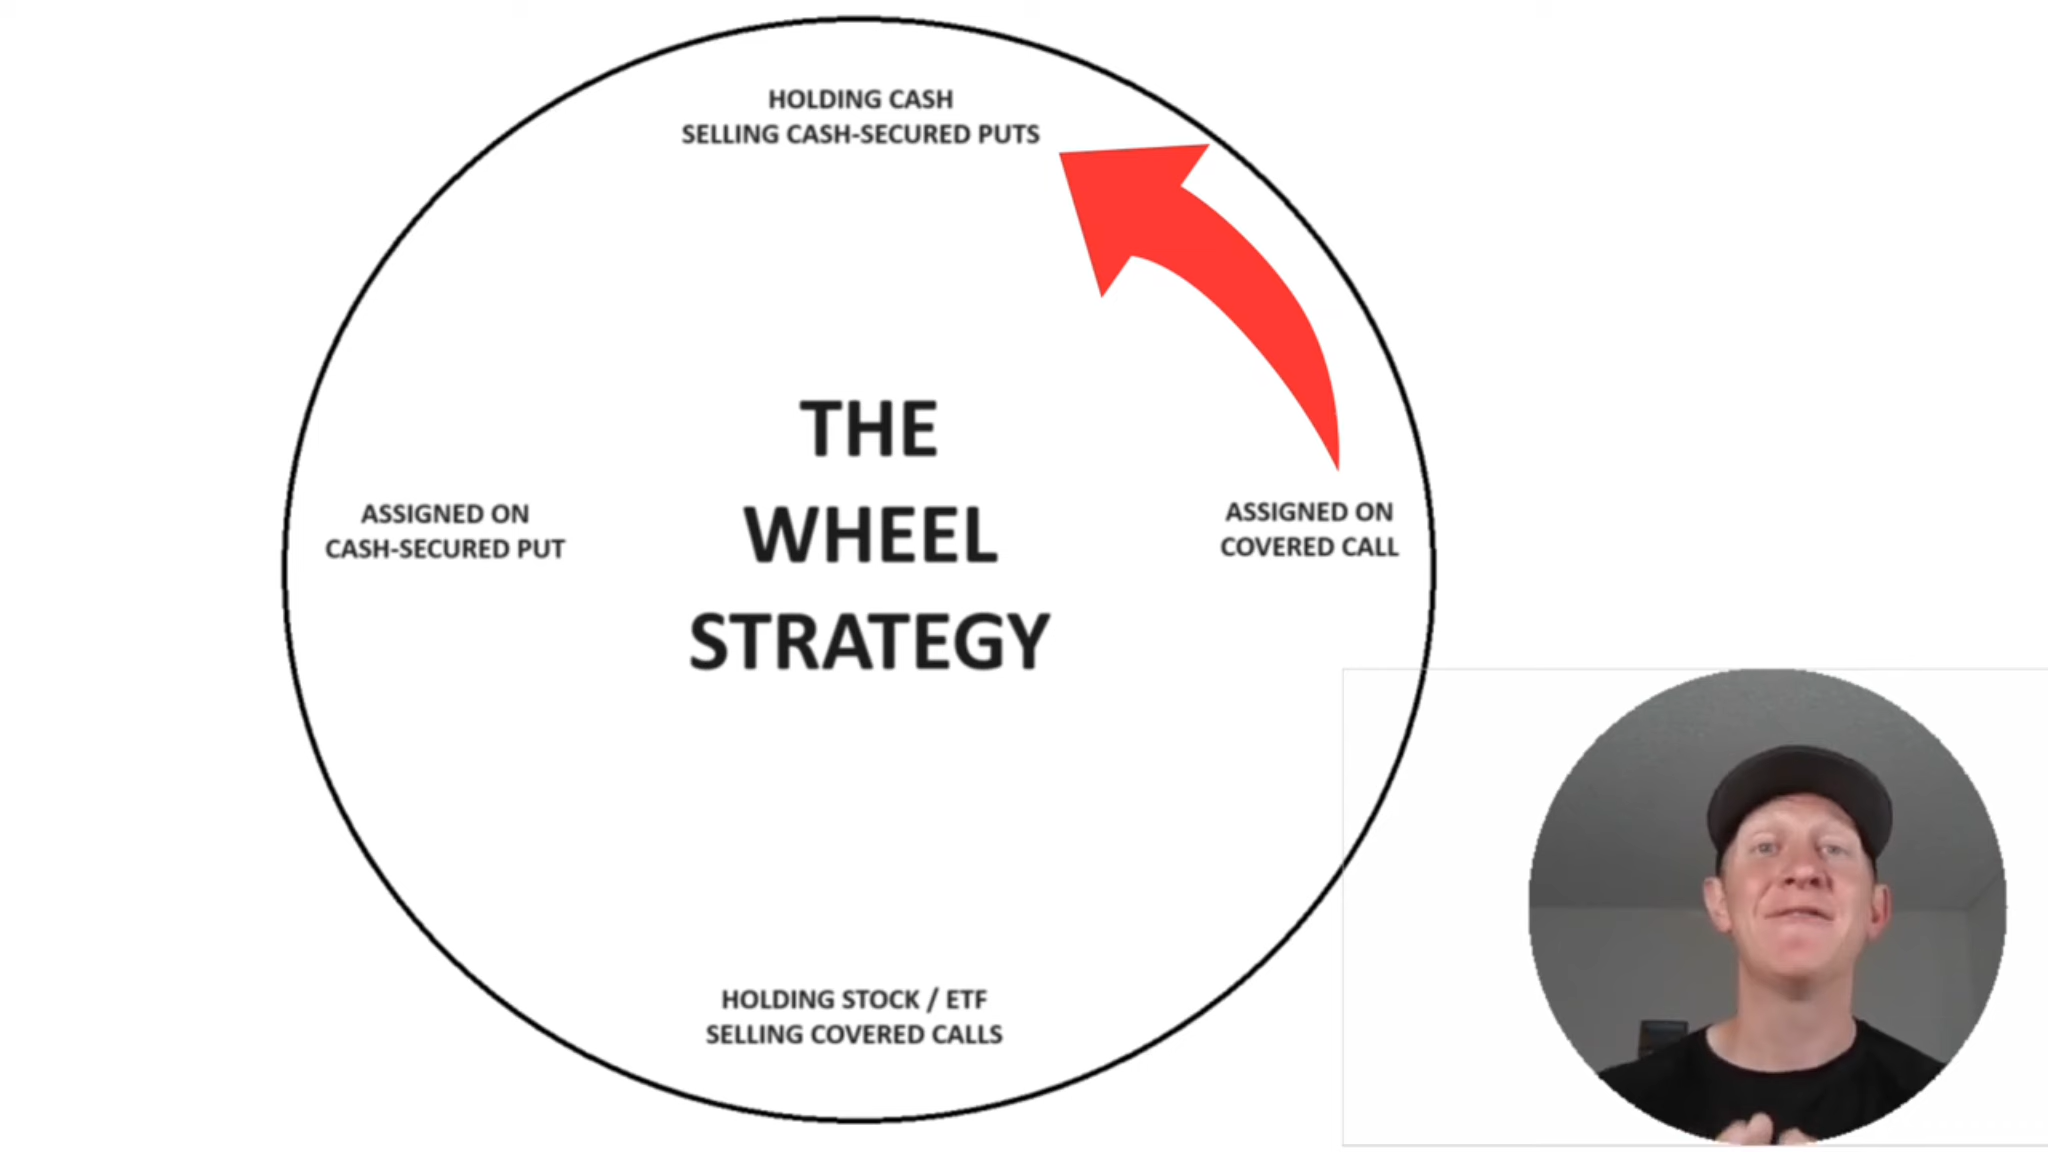 HOLDING CASH
SELLING CASH-SECURED PUTS
THE
WHEEL
STRATEGY
ASSIGNED ON
CASH-SECURED PUT
ASSIGNED ON
COVERED CALL
HOLDING STOCK / ETF
SELLING COVERED CALLS